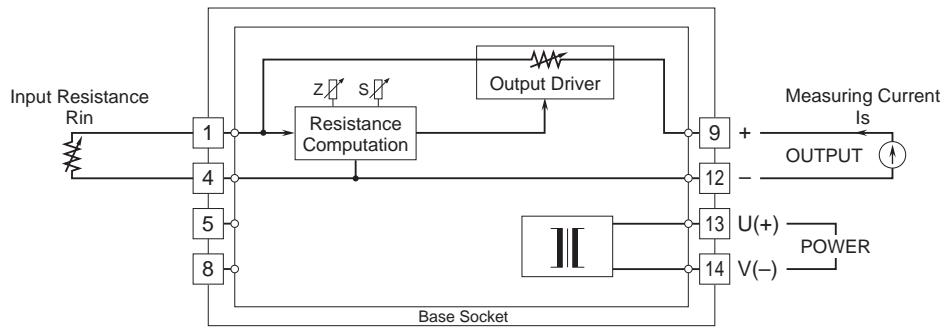 Input Resistance
Rin
Z
S
Output Driver
Resistance
Computation
Measuring Current
Is
1
4
5
8
9
+
OUTPUT
12
–
13
U(+)
POWER
14
V(–)
Base Socket